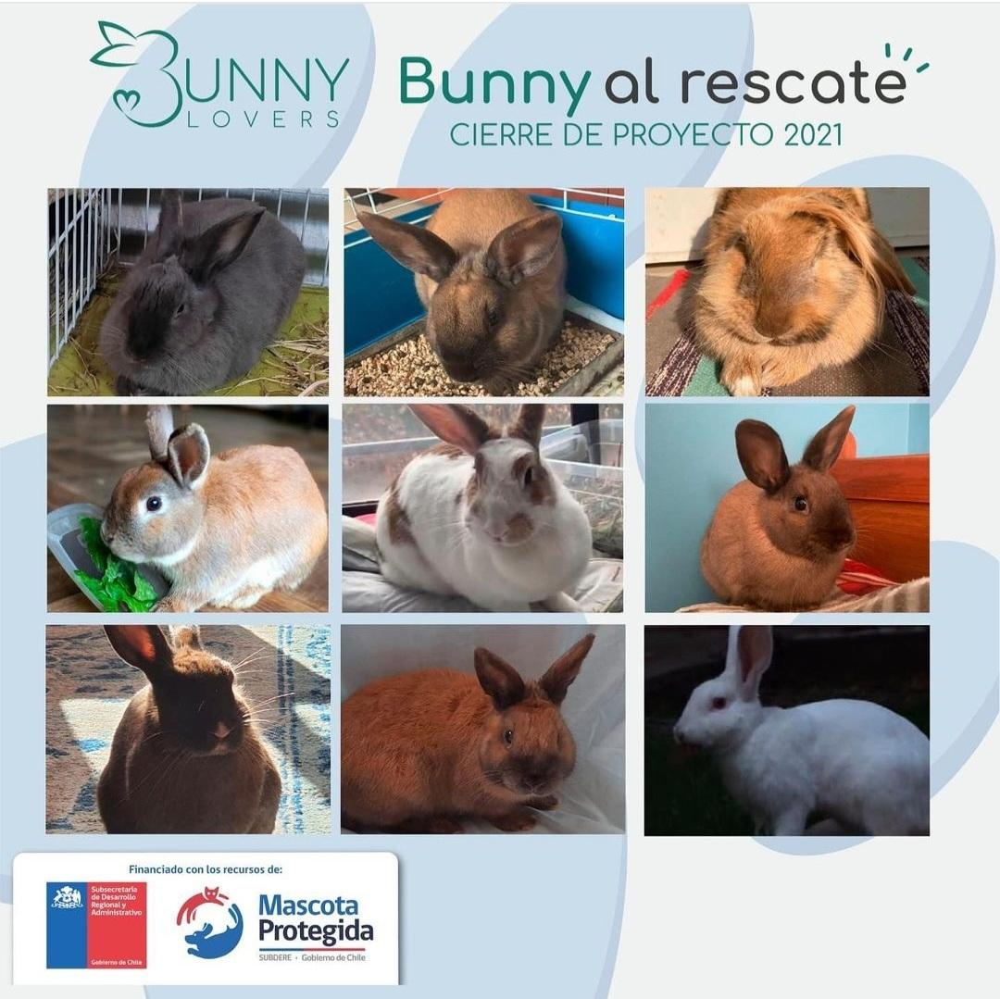 BUNNY
LOVERS
Bunny al rescate
CIERRE DE PROYECTO 2021
Financiado con los recursos de:
Subsecretaría
de Desarrollo
Regional y
Administrativo
Gobierno de Chile
Mascota
Protegida
SUBDERE • Gobierno de Chile